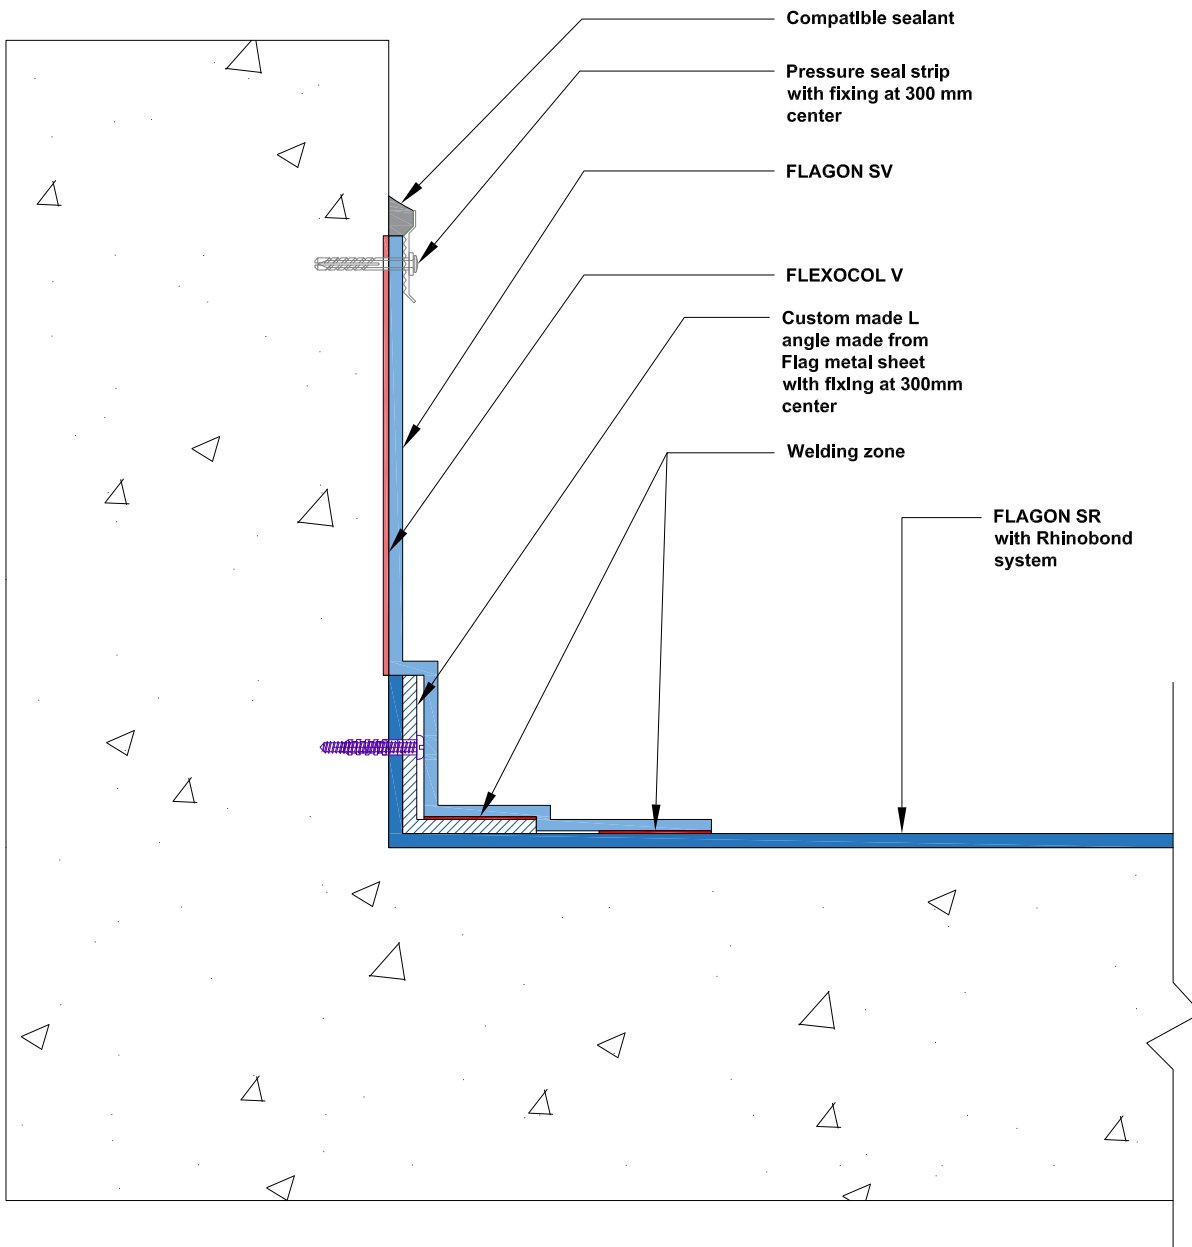 Compatible sealant
Pressure seal strip
with fixing at 300 mm
center
FLAGON SV
FLEXOCOL V
Custom made L
angle made from
Flag metal sheet
with fixing at 300mm
center
Welding zone
FLAGON SR
with Rhinobond
system